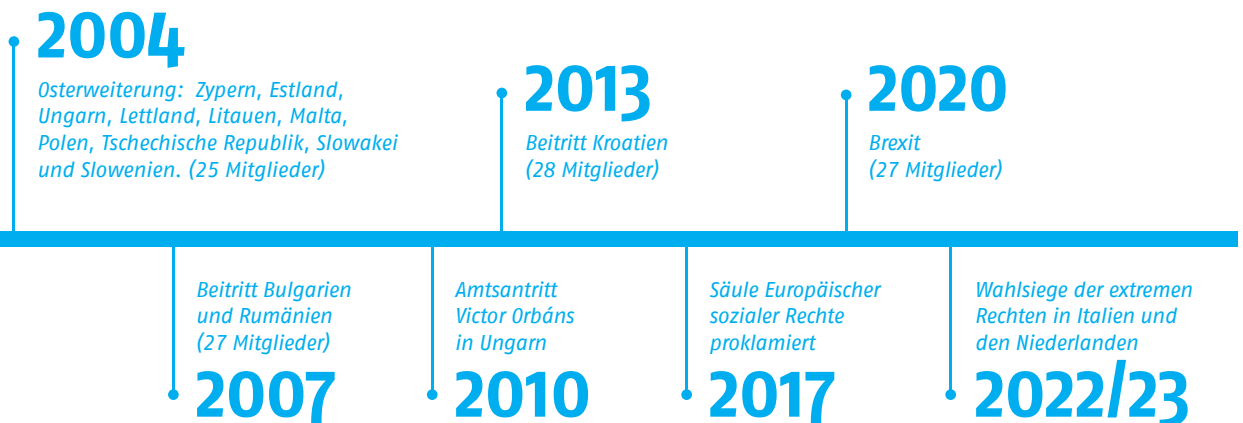 2004
Osterweiterung: Zypern, Estland,
Ungarn, Lettland, Litauen, Malta,
Polen, Tschechische Republik, Slowakei
und Slowenien. (25 Mitglieder)
Beitritt Bulgarien
und Rumänien
(27 Mitglieder)
2007
Amtsantritt
Victor Orbáns
in Ungarn
2010
2013
Beitritt Kroatien
(28 Mitglieder)
Säule Europäischer
sozialer Rechte
proklamiert
2017
2020
Brexit
(27 Mitglieder)
Wahlsiege der extremen
Rechten in Italien und
den Niederlanden
2022/23